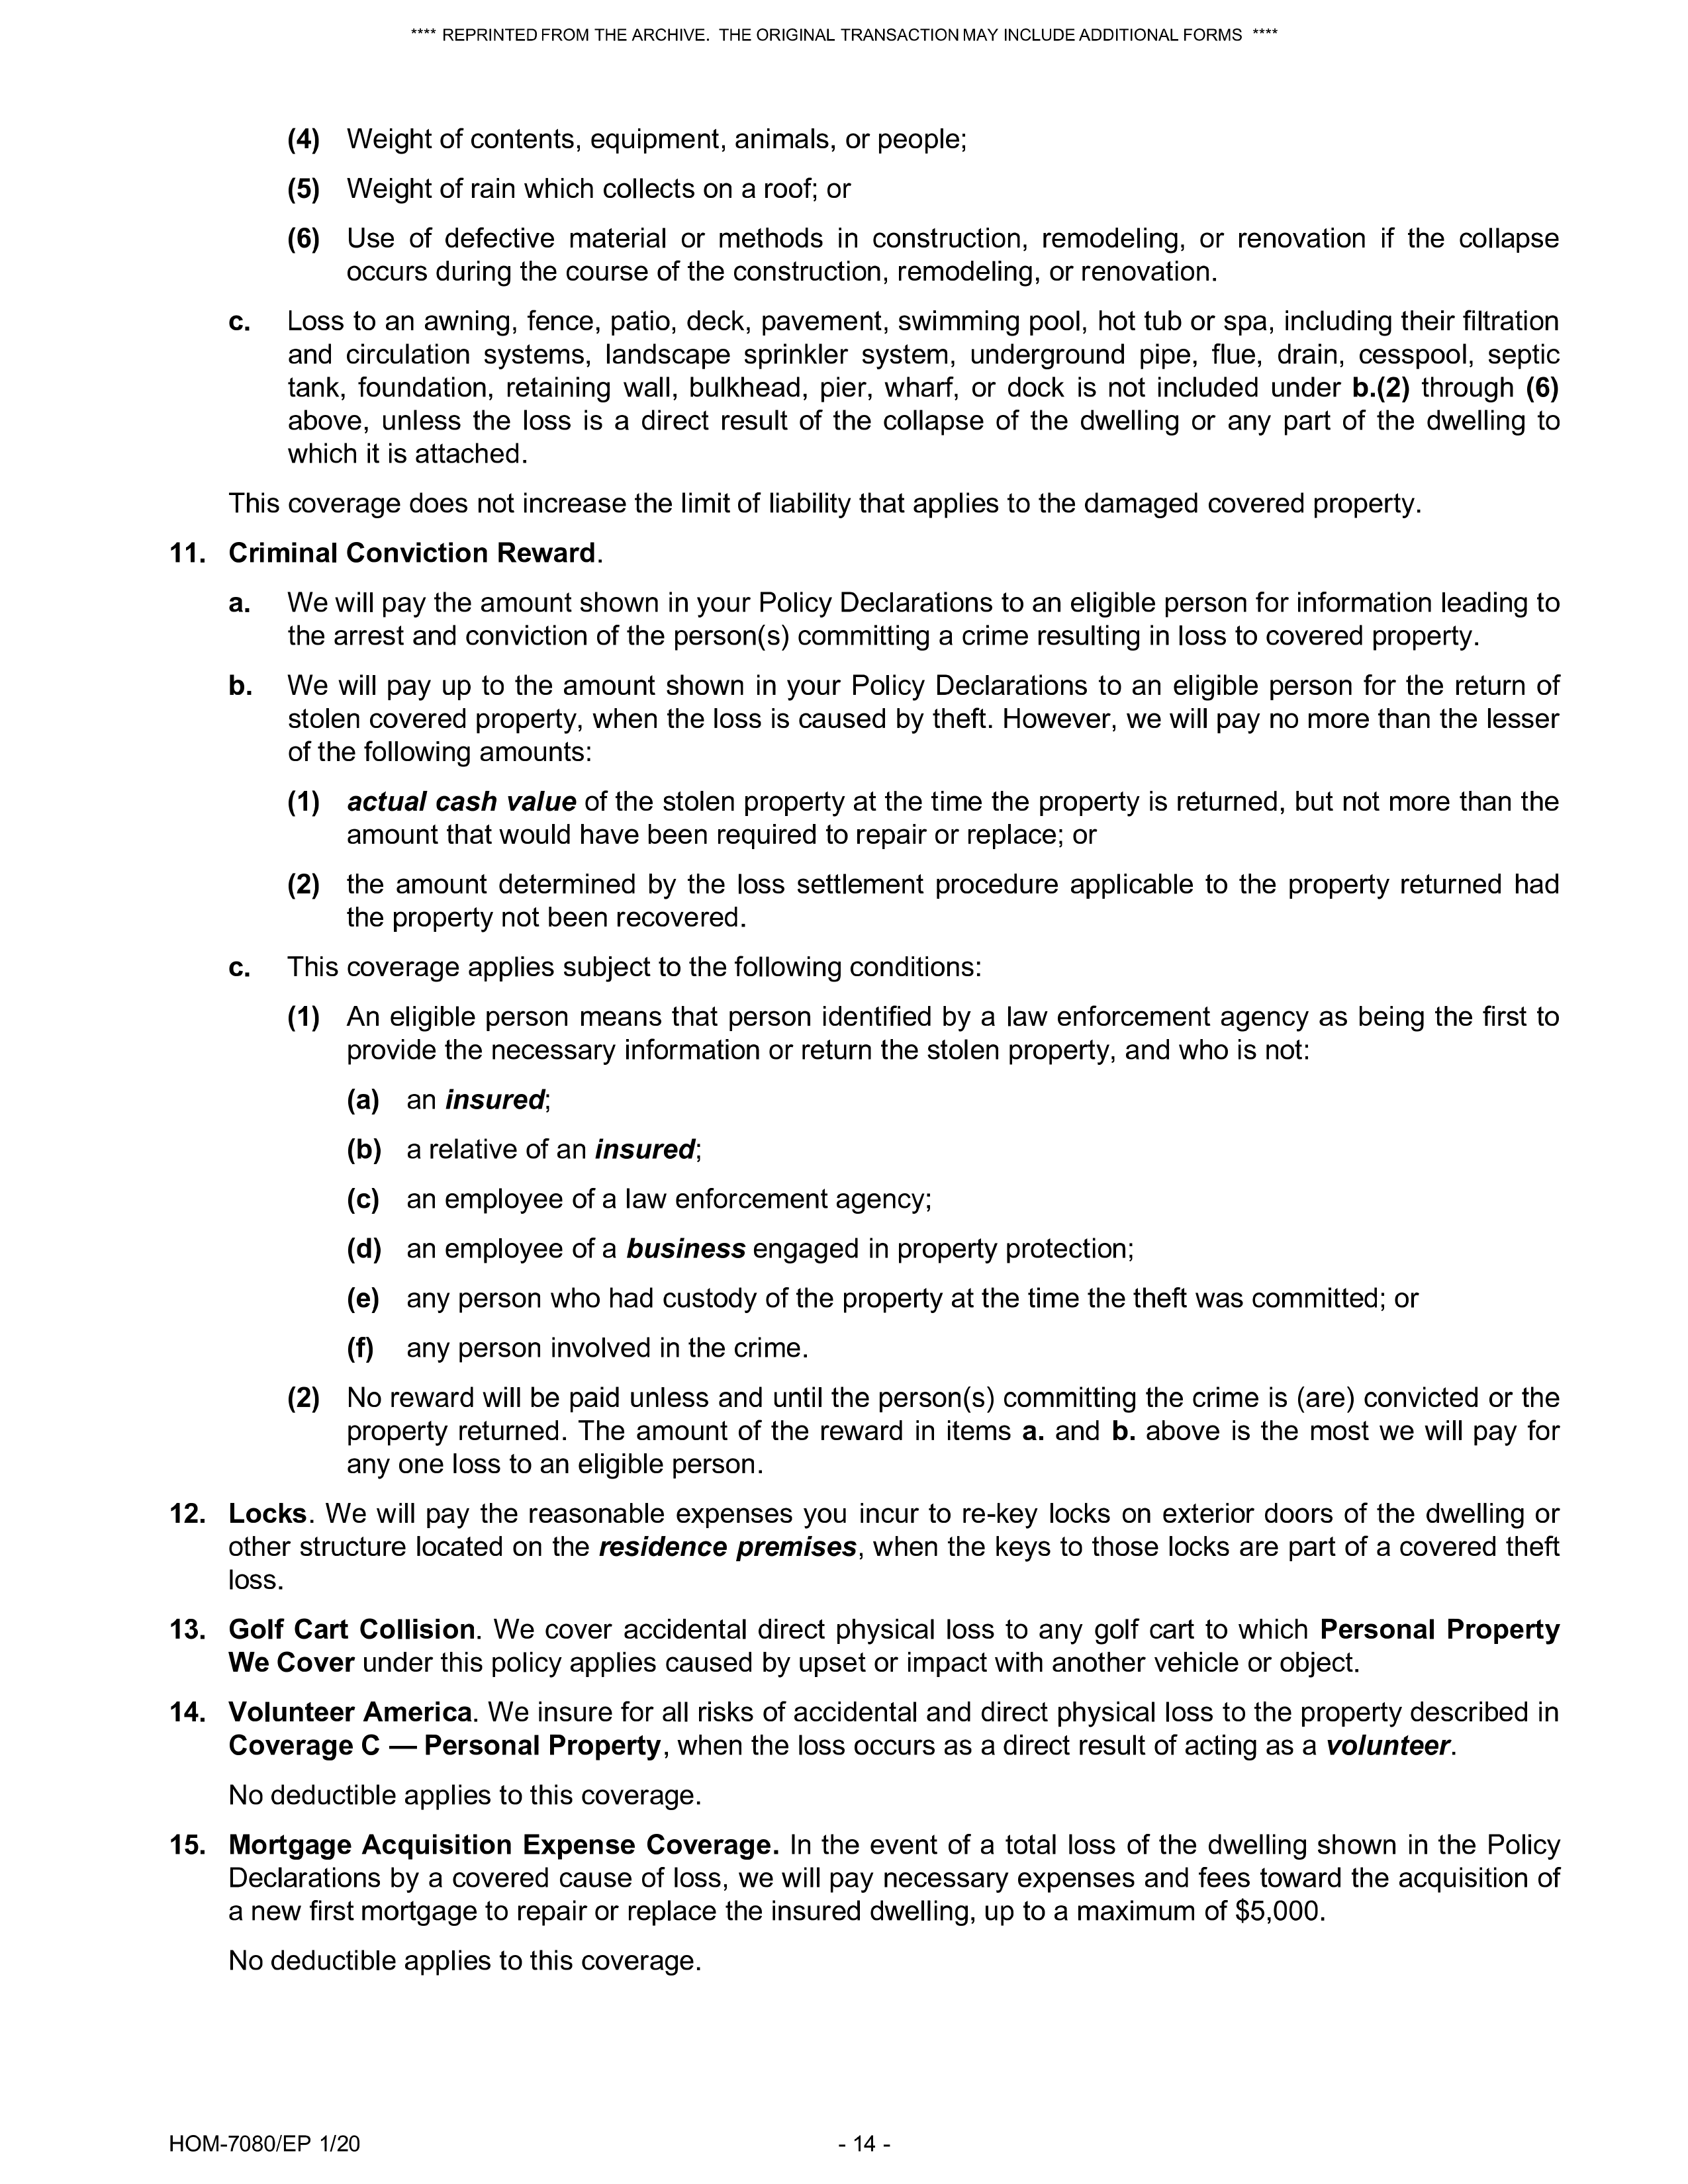 **** REPRINTED FROM THE ARCHIVE. THE ORIGINAL TRANSACTION MAY INCLUDE ADDITIONAL FORMS ****
(4) Weight of contents, equipment, animals, or people;
(5) Weight of rain which collects on a roof; or
(6) Use of defective material or methods in construction, remodeling, or renovation if the collapse
occurs during the course of the construction, remodeling, or renovation.
c. Loss to an awning, fence, patio, deck, pavement, swimming pool, hot tub or spa, including their filtration
and circulation systems, landscape sprinkler system, underground pipe, flue, drain, cesspool, septic
tank, foundation, retaining wall, bulkhead, pier, wharf, or dock is not included under b.(2) through (6)
above, unless the loss is a direct result of the collapse of the dwelling or any part of the dwelling to
which it is attached.
This coverage does not increase the limit of liability that applies to the damaged covered property.
11. Criminal Conviction Reward.
a. We will pay the amount shown in your Policy Declarations to an eligible person for information leading to
the arrest and conviction of the person(s) committing a crime resulting in loss to covered property.
b. We will pay up to the amount shown in your Policy Declarations to an eligible person for the return of
stolen covered property, when the loss is caused by theft. However, we will pay no more than the lesser
of the following amounts:
(1) actual cash value of the stolen property at the time the property is returned, but not more than the
amount that would have been required to repair or replace; or
(2) the amount determined by the loss settlement procedure applicable to the property returned had
the property not been recovered.
c. This coverage applies subject to the following conditions:
(1) An eligible person means that person identified by a law enforcement agency as being the first to
provide the necessary information or return the stolen property, and who is not:
(a) an insured;
(b) a relative of an insured;
(c) an employee of a law enforcement agency;
(d) an employee of a business engaged in property protection;
(e) any person who had custody of the property at the time the theft was committed; or
(f) any person involved in the crime.
(2) No reward will be paid unless and until the person(s) committing the crime is (are) convicted or the
property returned. The amount of the reward in items a. and b. above is the most we will pay for
any one loss to an eligible person.
12. Locks. We will pay the reasonable expenses you incur to re-key locks on exterior doors of the dwelling or
other structure located on the residence premises, when the keys to those locks are part of a covered theft
loss.
13. Golf Cart Collision. We cover accidental direct physical loss to any golf cart to which Personal Property
We Cover under this policy applies caused by upset or impact with another vehicle or object.
14. Volunteer America. We insure for all risks of accidental and direct physical loss to the property described in
Coverage C — Personal Property, when the loss occurs as a direct result of acting as a volunteer.
No deductible applies to this coverage.
15. Mortgage Acquisition Expense Coverage. In the event of a total loss of the dwelling shown in the Policy
Declarations by a covered cause of loss, we will pay necessary expenses and fees toward the acquisition of
a new first mortgage to repair or replace the insured dwelling, up to a maximum of $5,000.
No deductible applies to this coverage.
HOM-7080/EP 1/20
- 14 -